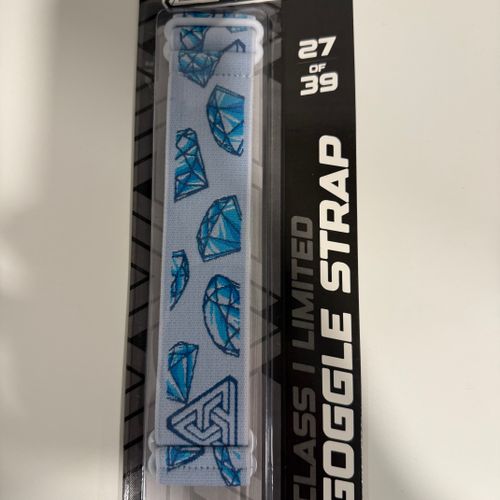 27
OF
39
CLASS I LIMITED
GOGGLE STRAP